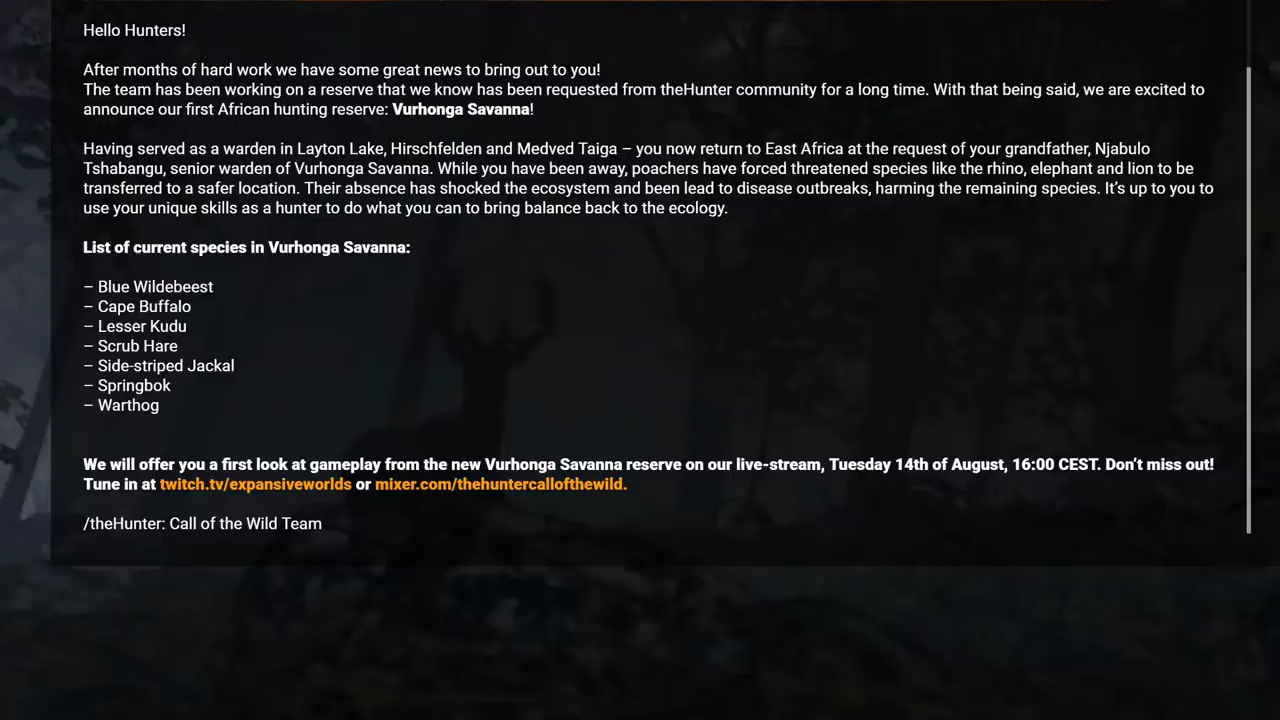 Hello Hunters!
After months of hard work we have some great news to bring out to you!
The team has been working on a reserve that we know has been requested from theHunter community for a long time. With that being said, we are excited to
announce our first African hunting reserve: Vurhonga Savanna!
Having served as a warden in Layton Lake, Hirschfelden and Medved Taiga – you now return to East Africa at the request of your grandfather, Njabulo
Tshabangu, senior warden of Vurhonga Savanna. While you have been away, poachers have forced threatened species like the rhino, elephant and lion to be
transferred to a safer location. Their absence has shocked the ecosystem and been lead to disease outbreaks, harming the remaining species. It’s up to you to
use your unique skills as a hunter to do what you can to bring balance back to the ecology.
List of current species in Vurhonga Savanna:
– Blue Wildebeest
– Cape Buffalo
– Lesser Kudu
– Scrub Hare
– Side-striped Jackal
– Springbok
– Warthog
We will offer you a first look at gameplay from the new Vurhonga Savanna reserve on our live-stream, Tuesday 14th of August, 16:00 CEST. Don’t miss out!
Tune in at twitch.tv/expansiveworlds or mixer.com/thehuntercallofthewild.
/theHunter: Call of the Wild Team